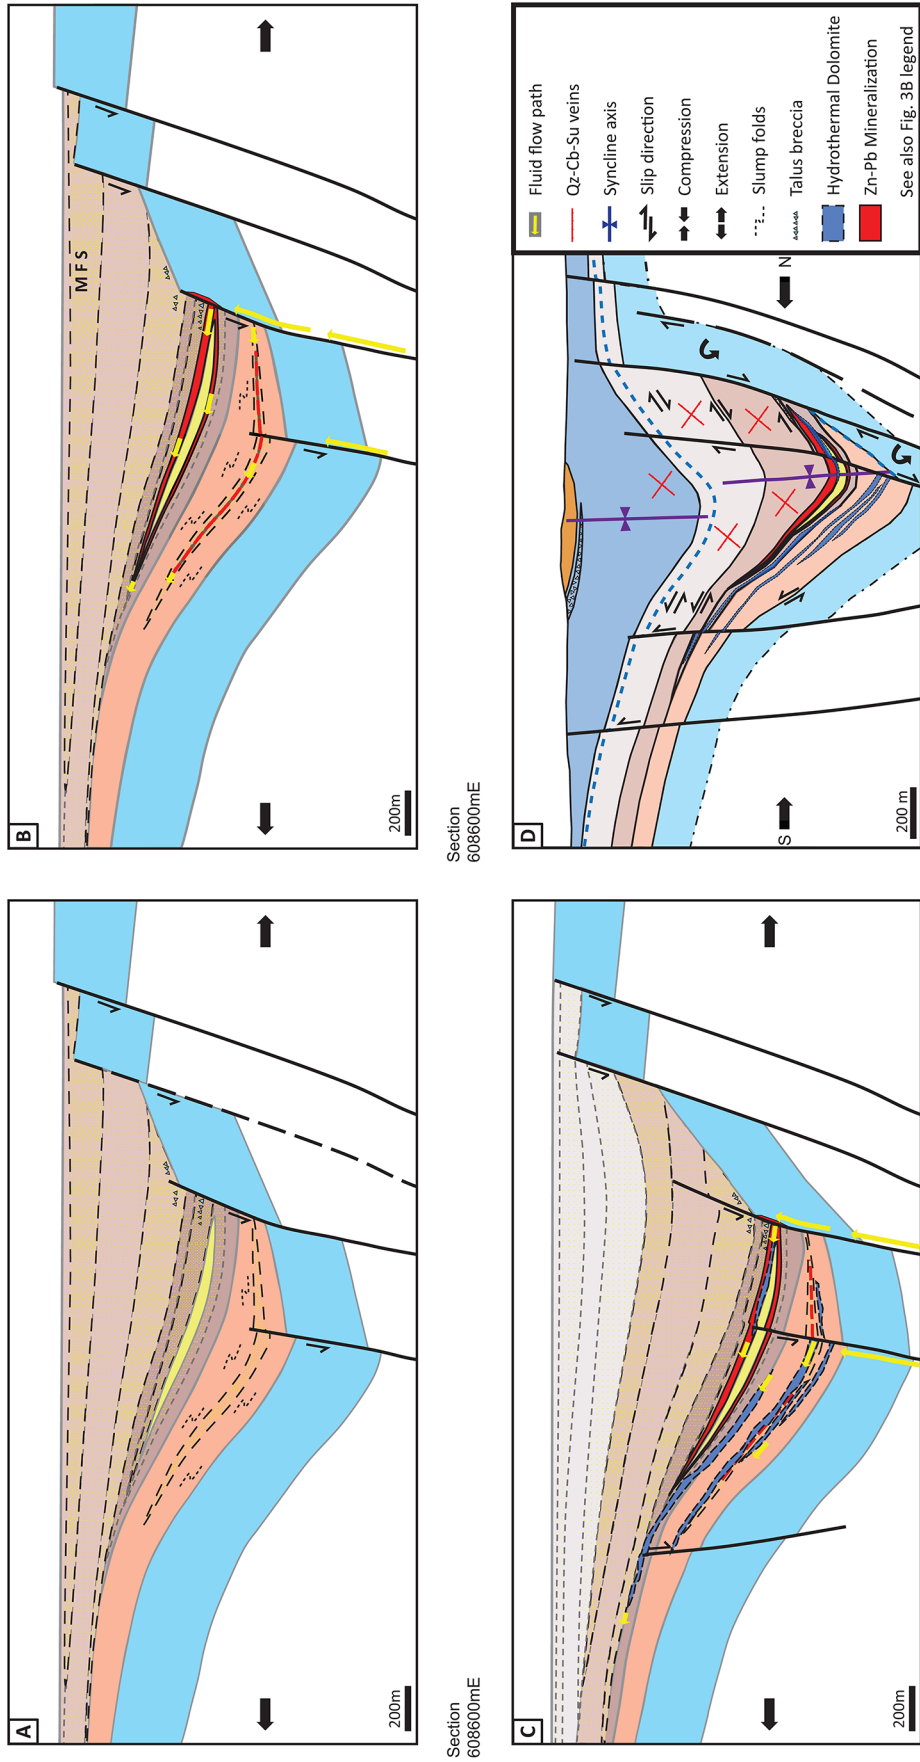 A
200m
Section
608600mE
B
MFS
200m
Section
608600mE
C
200m
D
S
N
200 m
Fluid flow path
Qz-Cb-Su veins
Syncline axis
Slip direction
Compression
Extension
Slump folds
Talus breccia
Hydrothermal Dolomite
Zn-Pb Mineralization
See also Fig. 3B legend